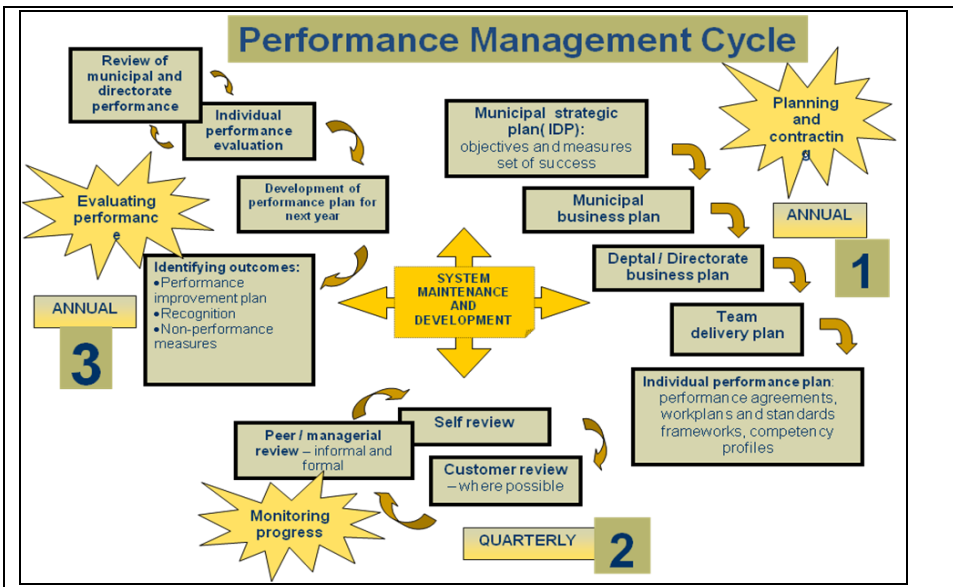 Performance Management Cycle
Review of
municipal and
directorate
performance
Individual
performance
evaluation
Development of
performance plan for
next year
Evaluating
performanc
e
Identifying outcomes:
•Performance
improvement plan
•Recognition
•Non-performance
measures
ANNUAL
3
Municipal strategic
plan( IDP):
objectives and measures
set of success
Planning
and
contractin
g
Municipal
business plan
ANNUAL
1
Deptal / Directorate
business plan
Team
delivery plan
Individual performance plan:
performance agreements,
workplans and standards
frameworks, competency
profiles
SYSTEM
MAINTENANCE
AND
DEVELOPMENT
Self review
Peer / managerial
review – informal and
formal
Customer review
– where possible
Monitoring
progress
QUARTERLY
2